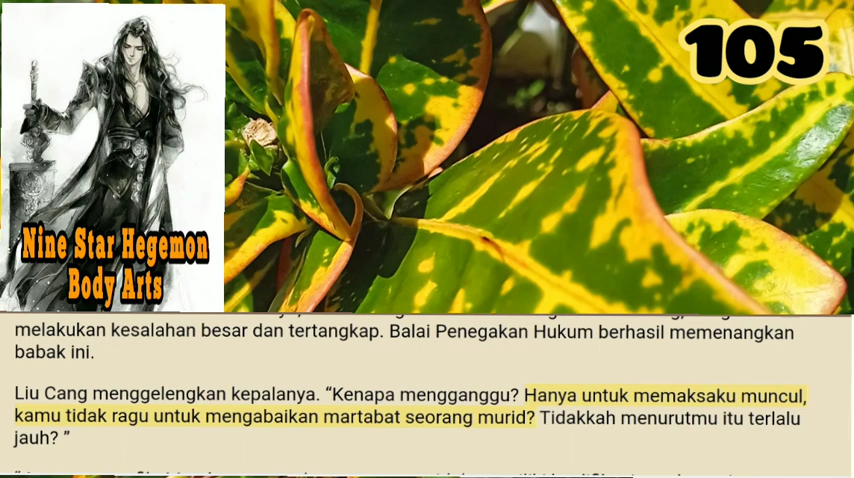 105
Nine Star Hegemon
Body Arts
melakukan kesalahan besar dan tertangkap. Balai Penegakan Hukum berhasil memenangkan
babak ini.
Liu Cang menggelengkan kepalanya. “Kenapa mengganggu? Hanya untuk memaksaku muncul,
kamu tidak ragu untuk mengabaikan martabat seorang murid? Tidakkah menurutmu itu terlalu
jauh? ”